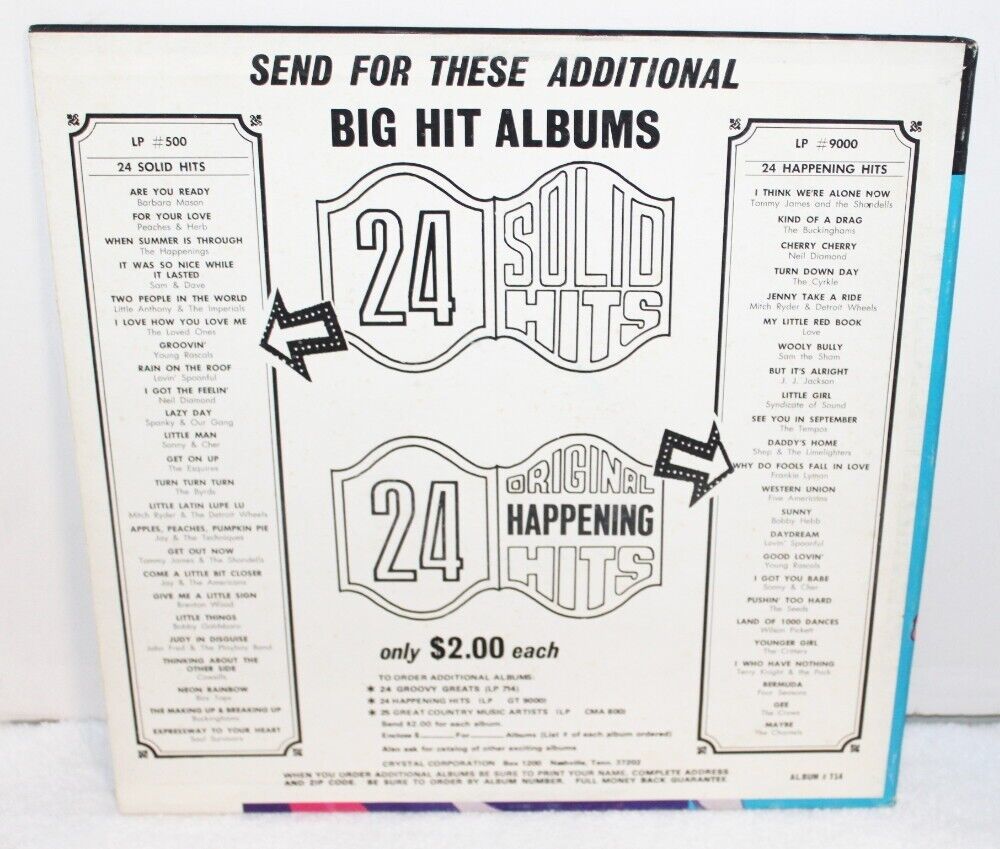 SEND FOR THESE ADDITIONAL
BIG HIT ALBUMS
LP #500
24 SOLID HITS
ARE YOU READY
Barbara Mason
FOR YOUR LOVE
Peaches & Herb
WHEN SUMMER IS THROUGH
The Happenings
IT WAS SO NICE WHILE
IT LASTED
Sam & Dave
TWO PEOPLE IN THE WORLD
Little Anthony & The Imperials
I LOVE HOW YOU LOVE ME
The Loved Ones
GROOVIN'
Young Rascals
RAIN ON THE ROOF
Lovin' Spoonful
I GOT THE FEELIN'
Neil Diamond
LAZY DAY
Spanky & Our Gang
LITTLE MAN
Sonny & Cher
GET ON UP
The Esquires
TURN TURN TURN
The Byrds
LITTLE LATIN LUPE LU
Mitch Ryder & The Detroit Wheels
APPLES, PEACHES, PUMPKIN PIE
Jay & The Techniques
GET OUT NOW
Tommy James & The Shondells
COME A LITTLE BIT CLOSER
Jay & The Americans
GIVE ME A LITTLE SIGN
Brenton Wood
LITTLE THINGS
Bobby Goldsboro
JUDY IN DISGUISE
John Fred & The Playboy Band
THINKING ABOUT THE
OTHER SIDE
Cowsills
NEON RAINBOW
Box Tops
THE MAKING UP & BREAKING UP
Buckinghams
EXPRESSWAY TO YOUR HEART
Soul Survivors
24 SOLID HITS
24 ORIGINAL HAPPENING HITS
only $2.00 each
TO ORDER ADDITIONAL ALBUMS:
* 24 GROOVY GREATS (LP 714)
* 24 HAPPENING HITS (LP GT 9000)
* 25 GREAT COUNTRY MUSIC ARTISTS (LP CMA 800)
Send $2.00 for each album.
Enclose $ For Albums (List # of each album ordered)
Also ask for catalog of other exciting albums
CRYSTAL CORPORATION Box 1200 Nashville, Tenn. 37202
WHEN YOU ORDER ADDITIONAL ALBUMS BE SURE TO PRINT YOUR NAME, COMPLETE ADDRESS
AND ZIP CODE. BE SURE TO ORDER BY ALBUM NUMBER. FULL MONEY BACK GUARANTEE.
LP #9000
24 HAPPENING HITS
I THINK WE'RE ALONE NOW
Tommy James and the Shondells
KIND OF A DRAG
The Buckinghams
CHERRY CHERRY
Neil Diamond
TURN DOWN DAY
The Cyrkle
JENNY TAKE A RIDE
Mitch Ryder & Detroit Wheels
MY LITTLE RED BOOK
Love
WOOLY BULLY
Sam the Sham
BUT IT'S ALRIGHT
J. J. Jackson
LITTLE GIRL
Syndicate of Sound
SEE YOU IN SEPTEMBER
The Tempos
DADDY'S HOME
Shep & The Limelighters
WHY DO FOOLS FALL IN LOVE
Frankie Lyman
WESTERN UNION
Five Americans
SUNNY
Bobby Hebb
DAYDREAM
Lovin' Spoonful
GOOD LOVIN'
Young Rascals
I GOT YOU BABE
Sonny & Cher
PUSHIN' TOO HARD
The Seeds
LAND OF 1000 DANCES
Wilson Pickett
YOUNGER GIRL
The Critters
I WHO HAVE NOTHING
Terry Knight & the Pack
BERMUDA
Four Seasons
GEE
The Crows
MAYBE
The Chantels
ALBUM # 714